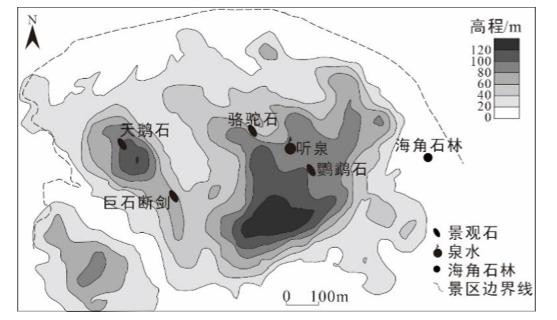 N
高程/m
120
100
80
60
40
20
0
天鹅石
骆驼石
听泉
海角石林
鹦鹉石
巨石断剑
景观石
泉水
海角石林
景区边界线
0 100m